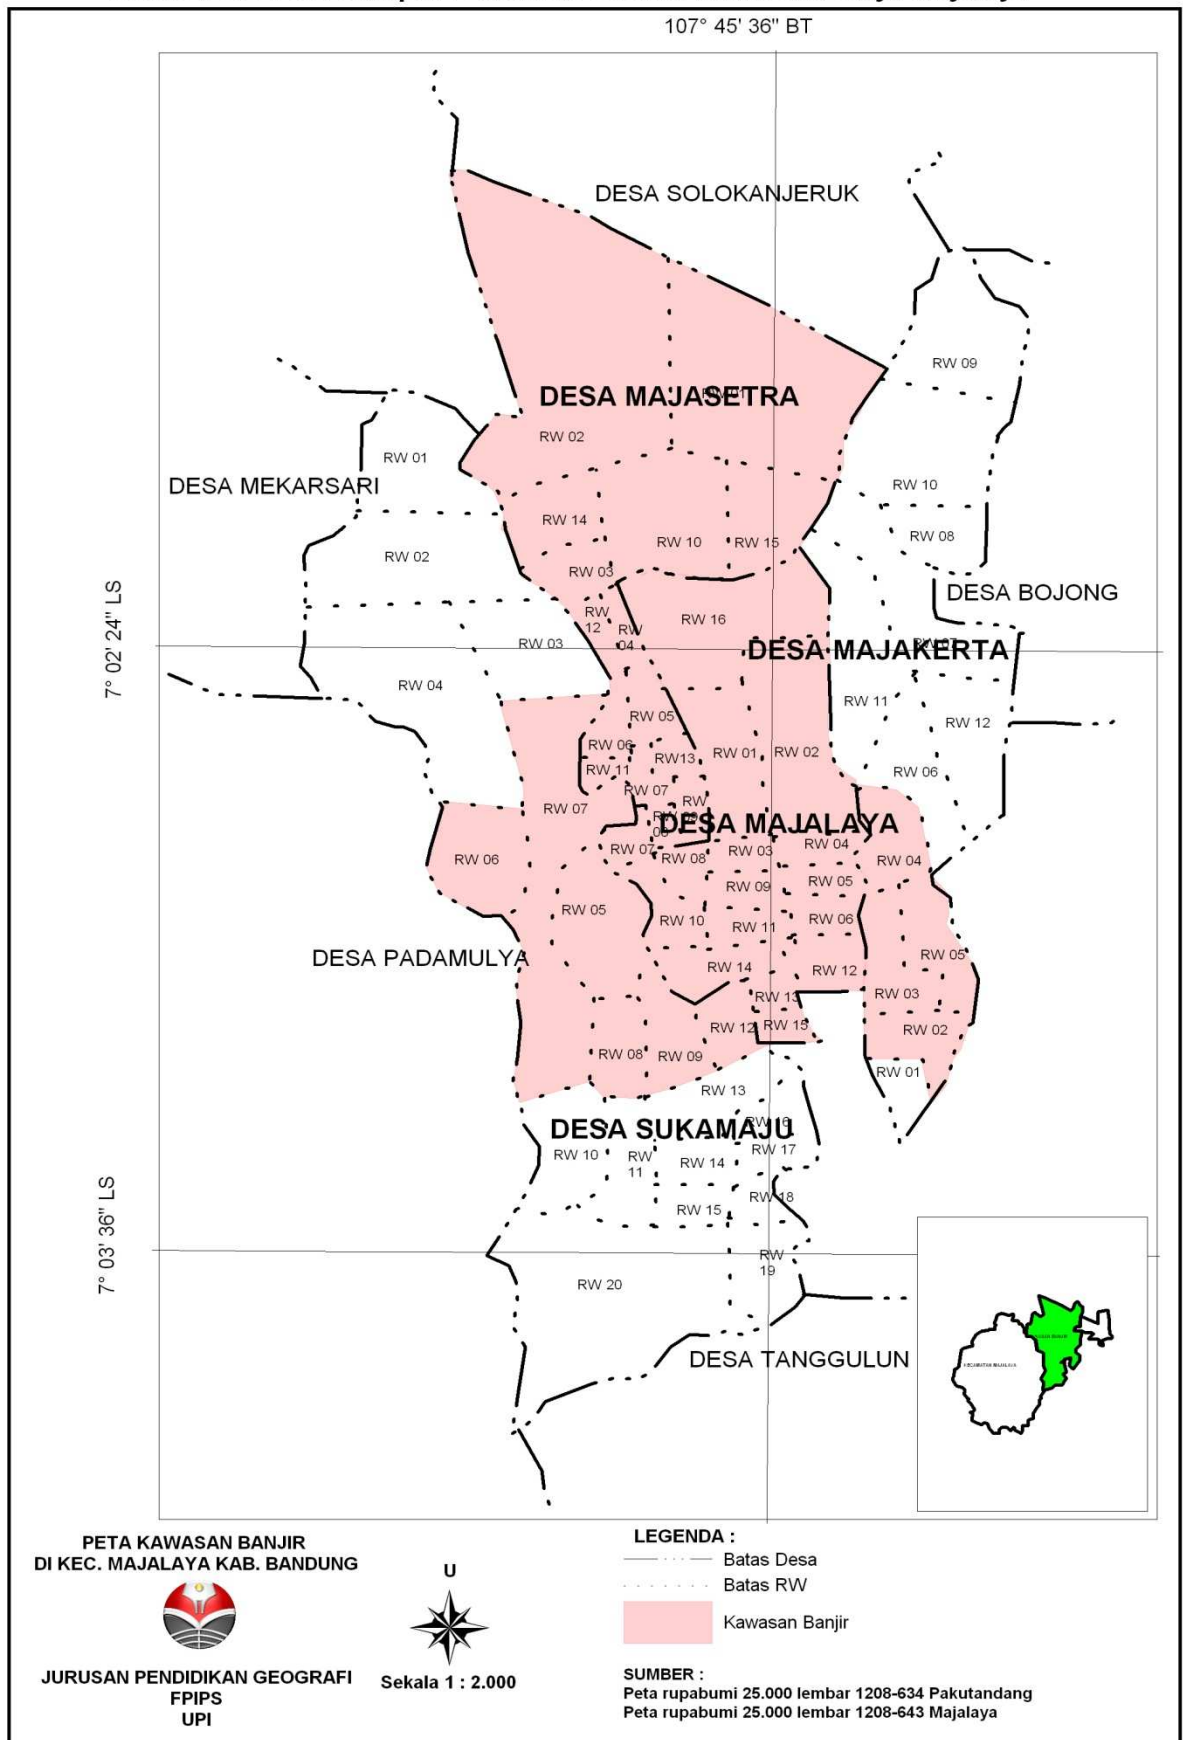 107° 45' 36" BT
DESA SOLOKANJERUK
RW 09
DESA MAJASETRA
RW 01
RW 02
RW 01
DESA MEKARSARI
RW 10
RW 14
RW 08
RW 10
RW 15
RW 02
RW 03
DESA BOJONG
7° 02' 24" LS
RW
12
RW 16
RW
04
RW 03
DESA MAJAKERTA
RW 07
RW 04
RW 11
RW 05
RW 12
RW 06
RW13
RW 01
RW 02
RW 11
RW 06
RW 07
RW 07
RW
DESA MAJALAYA
RW 07
RW 08
RW 03
RW 04
RW 06
RW 04
RW 09
RW 05
RW 05
RW 10
RW 11
RW 06
DESA PADAMULYA
RW 14
RW 12
RW 05
RW 13
RW 03
RW 12
RW 15
RW 02
RW 08
RW 09
RW 01
RW 13
DESA SUKAMAJU
RW 16
RW 10
RW
11
RW 14
RW 17
RW 15
RW 18
7° 03' 36" LS
RW
19
RW 20
DESA TANGGULUN
KECAMATAN MAJALAYA
PETA KAWASAN BANJIR
DI KEC. MAJALAYA KAB. BANDUNG
JURUSAN PENDIDIKAN GEOGRAFI
FPIPS
UPI
U
Sekala 1 : 2.000
LEGENDA :
Batas Desa
Batas RW
Kawasan Banjir
SUMBER :
Peta rupabumi 25.000 lembar 1208-634 Pakutandang
Peta rupabumi 25.000 lembar 1208-643 Majalaya